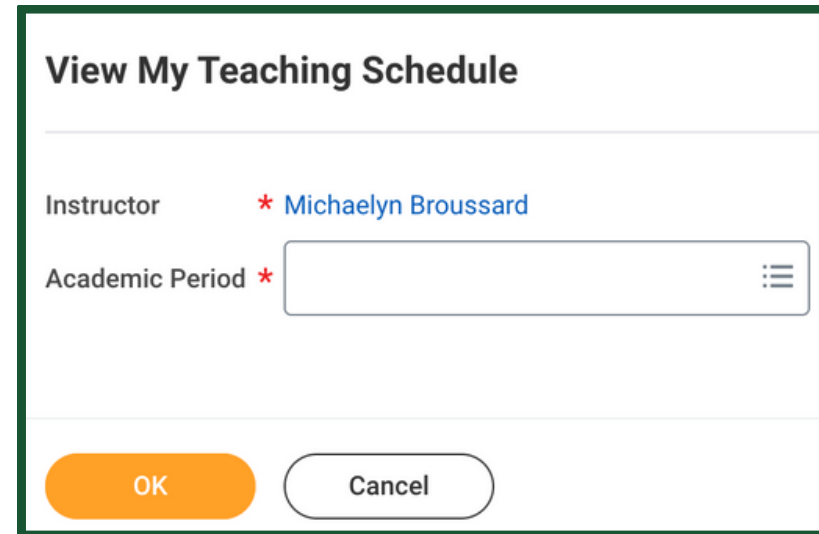 View My Teaching Schedule
Instructor * Michaelyn Broussard
Academic Period *
OK Cancel